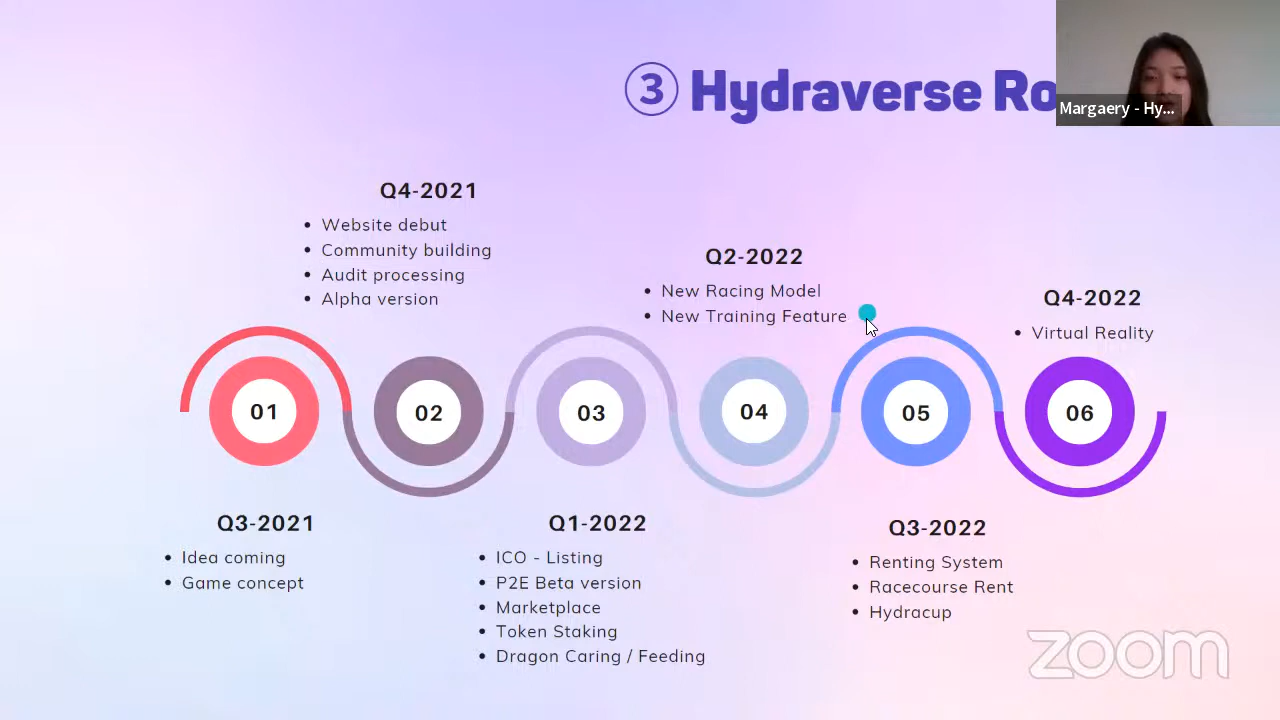 ③ Hydraverse Ro
Margaery - Hy...
Q4-2021
Website debut
Community building
Audit processing
Alpha version
Q2-2022
New Racing Model
New Training Feature
Q4-2022
Virtual Reality
01
02
03
04
05
06
Q3-2021
Idea coming
Game concept
Q1-2022
ICO - Listing
P2E Beta version
Marketplace
Token Staking
Dragon Caring / Feeding
Q3-2022
Renting System
Racecourse Rent
Hydracup
zoom